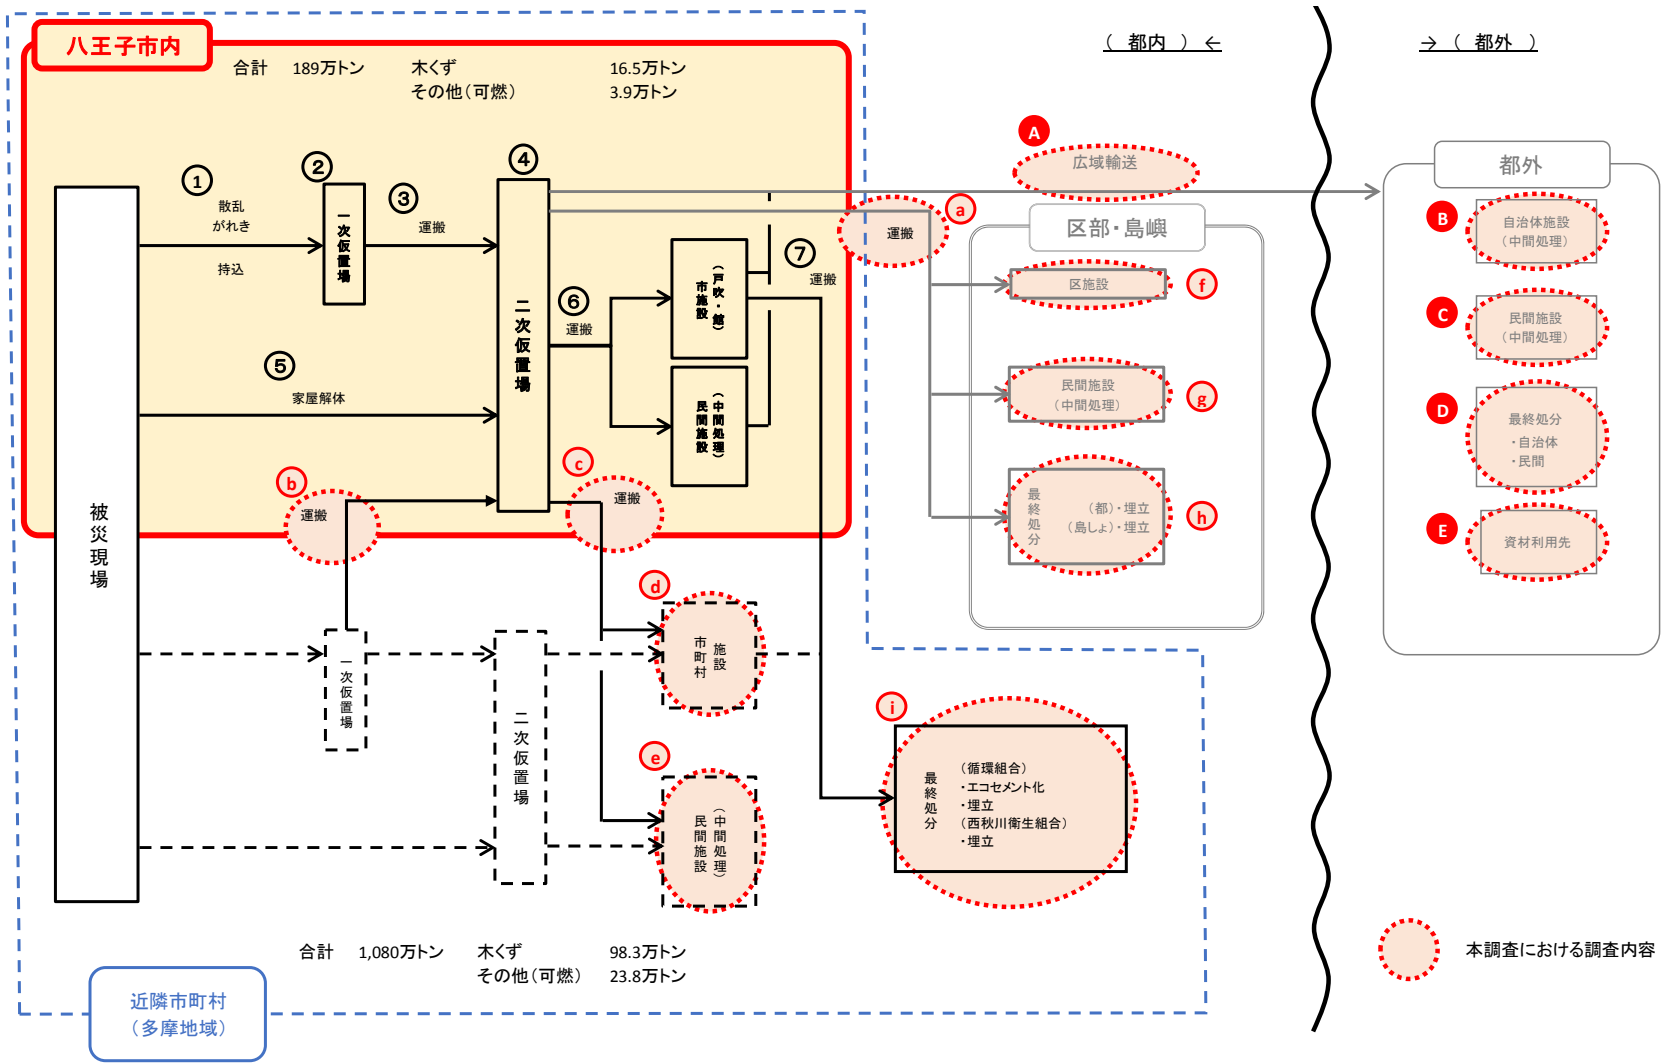 八王子市内
合計 189万トン 木くず 16.5万トン
その他（可燃） 3.9万トン
（ 都内 ） ←
→ （ 都外 ）
①
散乱
がれき
持込
②
一次仮置場
③
運搬
④
二次仮置場
⑤
家屋解体
⑥
運搬
市施設
（戸吹・館）
民間施設
（中間処理）
⑦
運搬
a
運搬
A
広域輸送
区部・島嶼
区施設
f
民間施設
（中間処理）
g
最終処分
（都）・埋立
（島しょ）・埋立
h
都外
B
自治体施設
（中間処理）
C
民間施設
（中間処理）
D
最終処分
・自治体
・民間
E
資材利用先
被災現場
b
運搬
c
運搬
一次仮置場
二次仮置場
d
市町村
施設
e
民間施設
（中間処理）
i
最終処分
（循環組合）
・エコセメント化
・埋立
（西秋川衛生組合）
・埋立
合計 1,080万トン 木くず 98.3万トン
その他（可燃） 23.8万トン
近隣市町村
（多摩地域）
本調査における調査内容